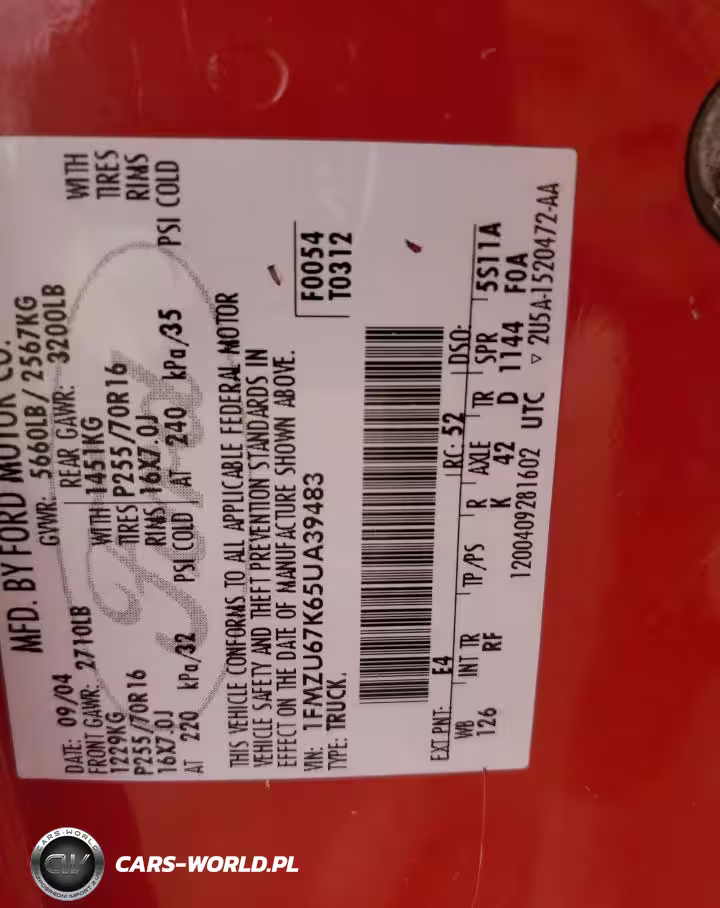 MFD. BY FORD MOTOR CO.
DATE: 09/04 GVWR: 5660LB / 2567KG
FRONT GAWR: 2710LB REAR GAWR: 3200LB
1229KG WITH 1451KG WITH
P255/70R16 TIRES P255/70R16 TIRES
16X7.0J RIMS 16X7.0J RIMS
AT 220 kPa/32 PSI COLD AT 240 kPa/35 PSI COLD
THIS VEHICLE CONFORMS TO ALL APPLICABLE FEDERAL MOTOR
VEHICLE SAFETY AND THEFT PREVENTION STANDARDS IN
EFFECT ON THE DATE OF MANUFACTURE SHOWN ABOVE.
VIN: 1FMZU67K65UA39483
TYPE: TRUCK
F0054
T0312
EXT PNT: E4 RC: 52 DSO:
WB INT TR TP/PS R AXLE TR SPR 5S11A
126 RF K 42 D 1144 F0A
1200409281602 UTC ▽ 2U5A-1520472-AA
Ford
CARS-WORLD
CW
CARS-WORLD.PL